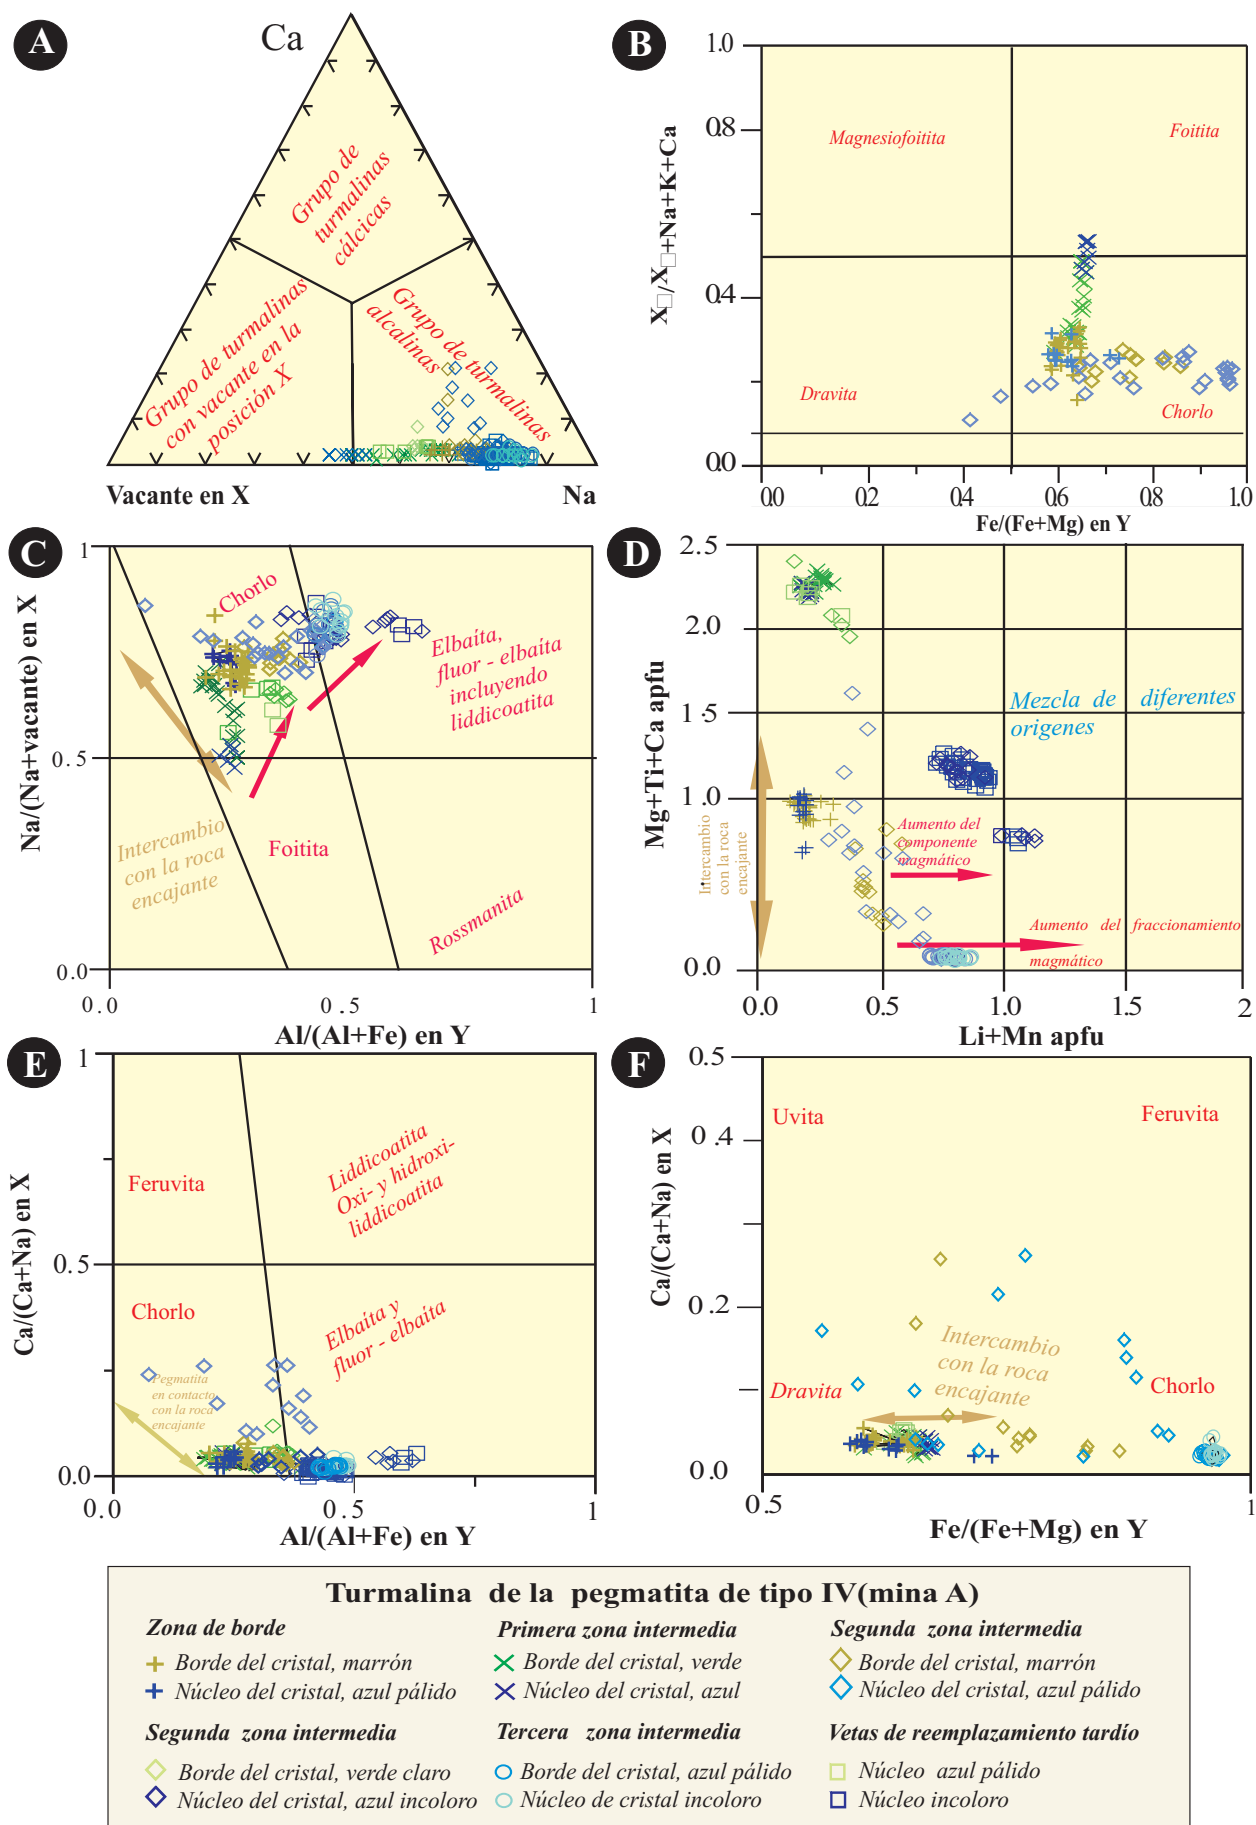 A
Ca
Grupo de
turmalinas
cálcicas
Grupo de turmalinas
con vacante en la
posición X
Grupo de turmalinas
alcalinas
Vacante en X
Na
B
1.0
0.8
0.4
0.0
X□/X□+Na+K+Ca
Magnesiofoitita
Foitita
Dravita
Chorlo
0.0 0.2 0.4 0.6 0.8 1.0
Fe/(Fe+Mg) en Y
C
1
0.5
0.0
Na/(Na+vacante) en X
Chorlo
Elbaíta,
fluor - elbaíta
incluyendo
liddicoatita
Intercambio
con la roca
encajante
Foitita
Rossmanita
0.0 0.5 1
Al/(Al+Fe) en Y
D
2.5
2.0
1.5
1.0
0.0
Mg+Ti+Ca apfu
Mezcla de diferentes
origenes
Intercambio
con la roca
encajante
Aumento del
componente
magmático
Aumento del fraccionamiento
magmático
0.0 0.5 1.0 1.5 2
Li+Mn apfu
E
1
0.5
0.0
Ca/(Ca+Na) en X
Feruvita
Liddicoatita
Oxi- y hidroxi-
liddicoatita
Chorlo
Elbaíta y
fluor - elbaíta
Pegmatita
en contacto
con la roca
encajante
0.0 0.5 1
Al/(Al+Fe) en Y
F
0.5
0.4
0.2
0.0
Ca/(Ca+Na) en X
Uvita
Feruvita
Intercambio
con la roca
encajante
Dravita
Chorlo
0.5 1
Fe/(Fe+Mg) en Y
Turmalina de la pegmatita de tipo IV(mina A)
Zona de borde
Borde del cristal, marrón
Núcleo del cristal, azul pálido
Primera zona intermedia
Borde del cristal, verde
Núcleo del cristal, azul
Segunda zona intermedia
Borde del cristal, marrón
Núcleo del cristal, azul pálido
Segunda zona intermedia
Borde del cristal, verde claro
Núcleo del cristal, azul incoloro
Tercera zona intermedia
Borde del cristal, azul pálido
Núcleo de cristal incoloro
Vetas de reemplazamiento tardío
Núcleo azul pálido
Núcleo incoloro